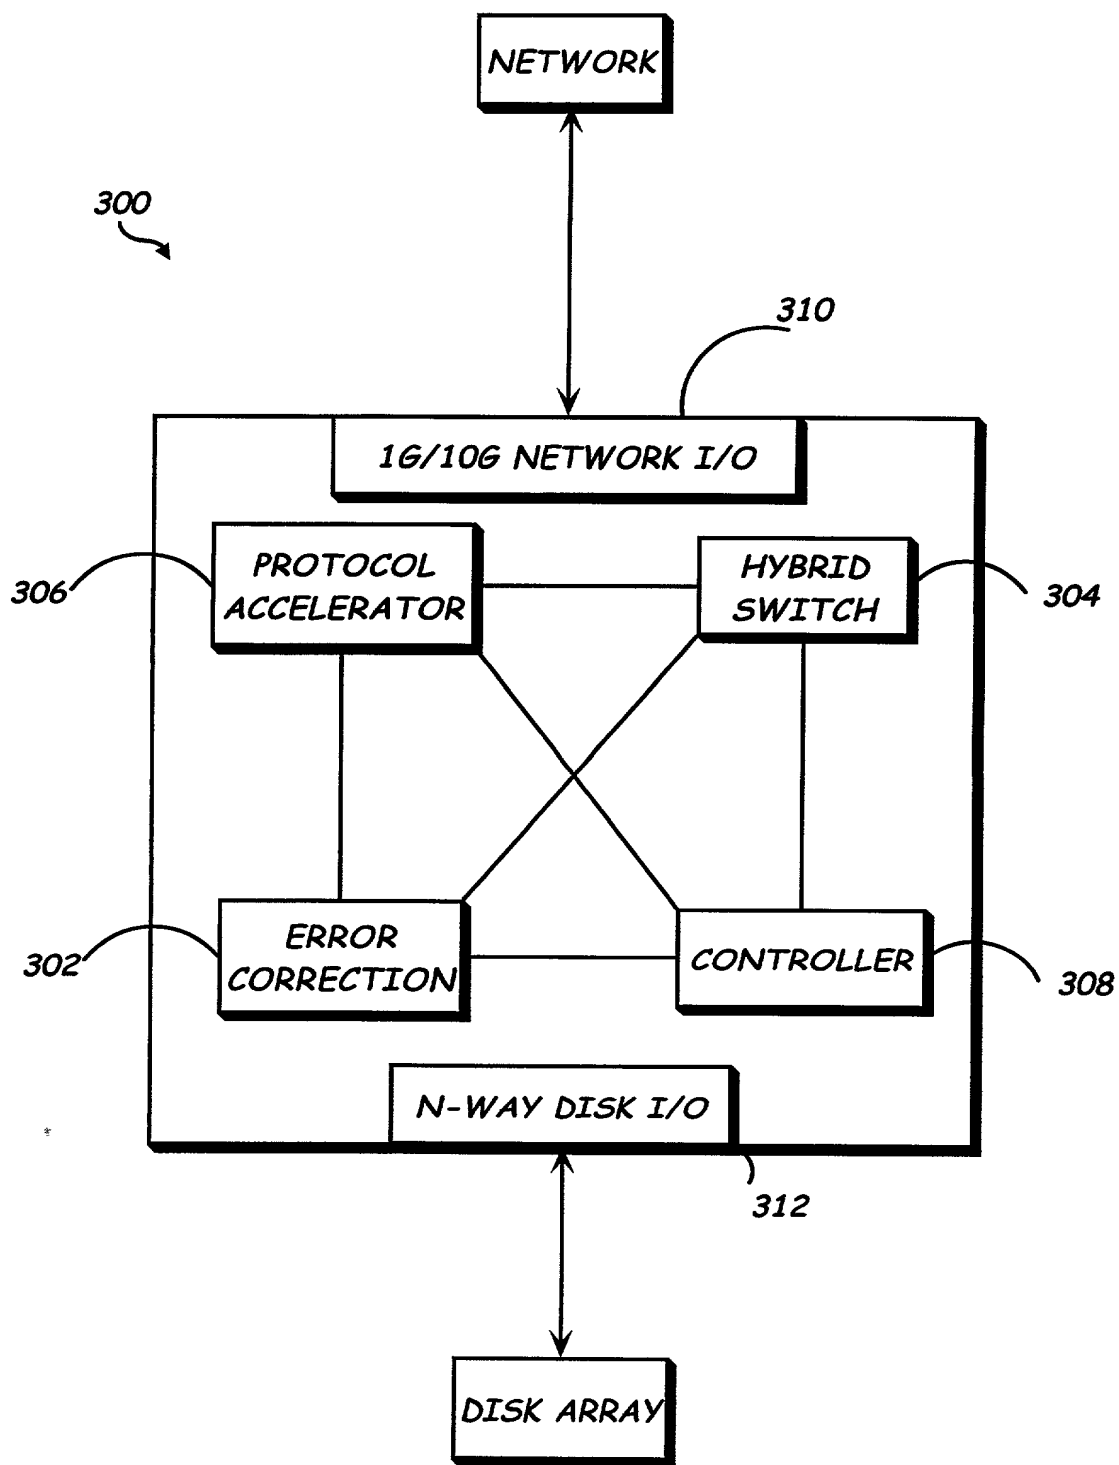 NETWORK
300
310
1G/10G NETWORK I/O
PROTOCOL
ACCELERATOR
HYBRID
SWITCH
306
304
ERROR
CORRECTION
CONTROLLER
302
308
N-WAY DISK I/O
312
DISK ARRAY